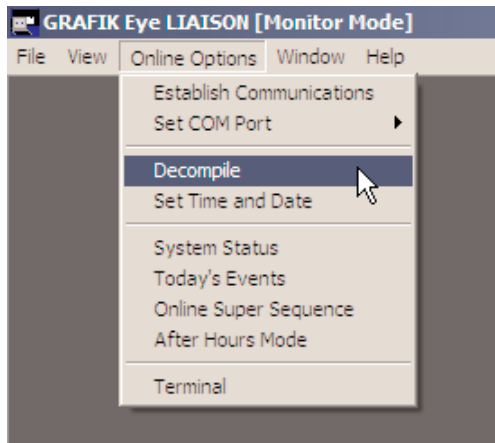 GRAFIK Eye LIAISON [Monitor Mode]
File View Online Options Window Help
Establish Communications
Set COM Port
Decompile
Set Time and Date
System Status
Today's Events
Online Super Sequence
After Hours Mode
Terminal